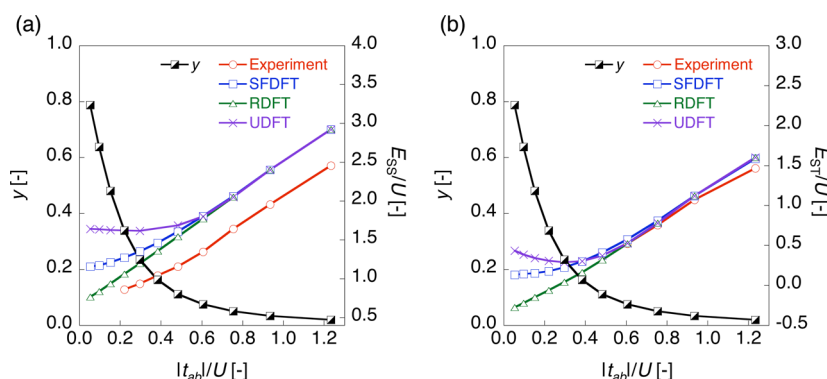 (a)
1.0
0.8
0.6
0.4
0.2
0.0
y [-]
y
Experiment
SFDFT
RDFT
UDFT
4.0
3.5
3.0
2.5
2.0
1.5
1.0
0.5
E_SS/U [-]
0.0 0.2 0.4 0.6 0.8 1.0 1.2
|t_ab|/U [-]
(b)
1.0
0.8
0.6
0.4
0.2
0.0
y [-]
y
Experiment
SFDFT
RDFT
UDFT
3.0
2.5
2.0
1.5
1.0
0.5
0.0
-0.5
E_ST/U [-]
0.0 0.2 0.4 0.6 0.8 1.0 1.2
|t_ab|/U [-]